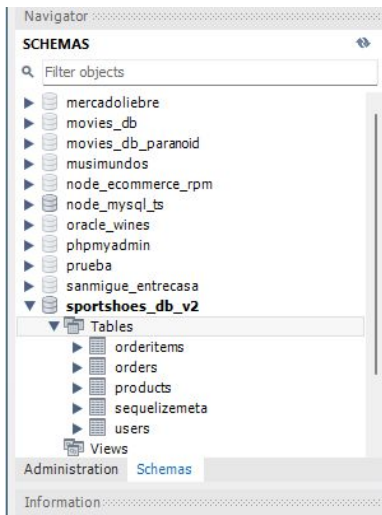 Navigator
SCHEMAS
Filter objects
mercadoliebre
movies_db
movies_db_paranoid
musimundos
node_ecommerce_rpm
node_mysql_ts
oracle_wines
phpmyadmin
prueba
sanmigue_entrecasa
sportshoes_db_v2
Tables
orderitems
orders
products
sequelizemeta
users
Views
Administration Schemas
Information